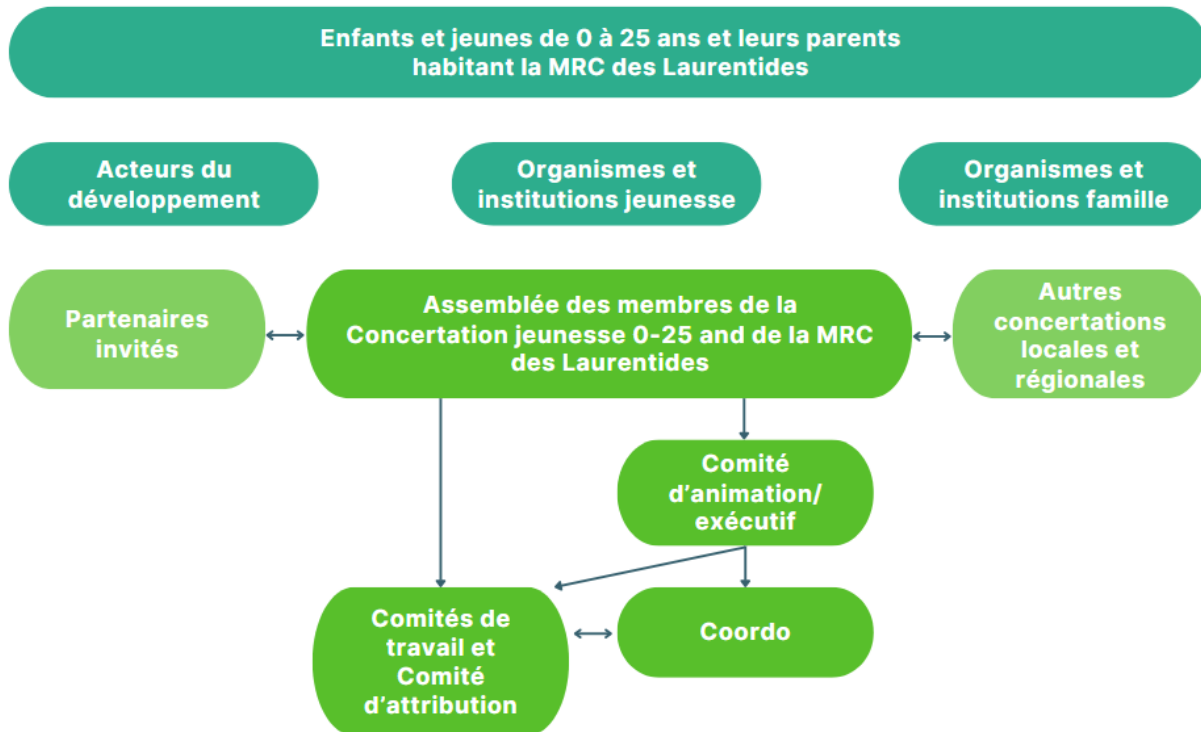 Enfants et jeunes de 0 à 25 ans et leurs parents
habitant la MRC des Laurentides
Acteurs du
développement
Organismes et
institutions jeunesse
Organismes et
institutions famille
Partenaires
invités
Assemblée des membres de la
Concertation jeunesse 0-25 and de la MRC
des Laurentides
Autres
concertations
locales et
régionales
Comité
d'animation/
exécutif
Comités de
travail et
Comité
d'attribution
Coordo